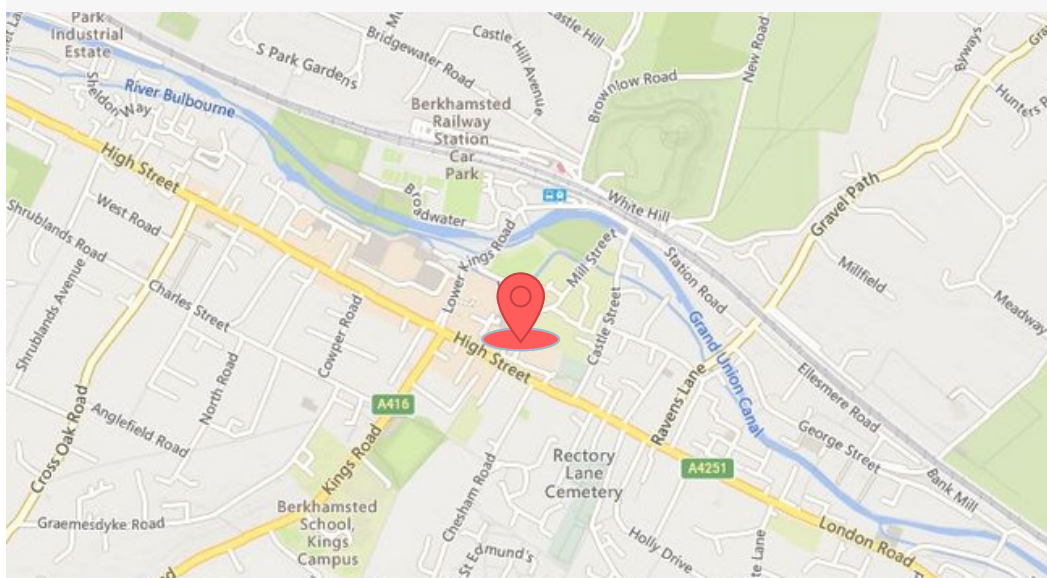 Park
Industrial
Estate
S Park Gardens
Bridgewater Road
Castle Hill Avenue
Castle Hill
Brownlow Road
New Road
Byways
Hunters
Sheldon Way
River Bulbourne
Berkhamsted
Railway
Station
Car
Park
High Street
Broadwater
White Hill
Gravel Path
West Road
Shrublands Road
Lower Kings Road
Mill Street
Station Road
Millfield
Meadway
Shrublands Avenue
Charles Street
Cowper Road
High Street
Castle Street
Grand Union Canal
North Road
A416
Ravens Lane
Ellesmere Road
Anglefield Road
Cross Oak Road
Kings Road
George Street
Rectory
Lane
Cemetery
A4251
Bank Mill
Chesham Road
Berkhamsted
School,
Kings
Campus
Graemesdyke Road
London Road
St Edmund's
Holly Drive
Lane